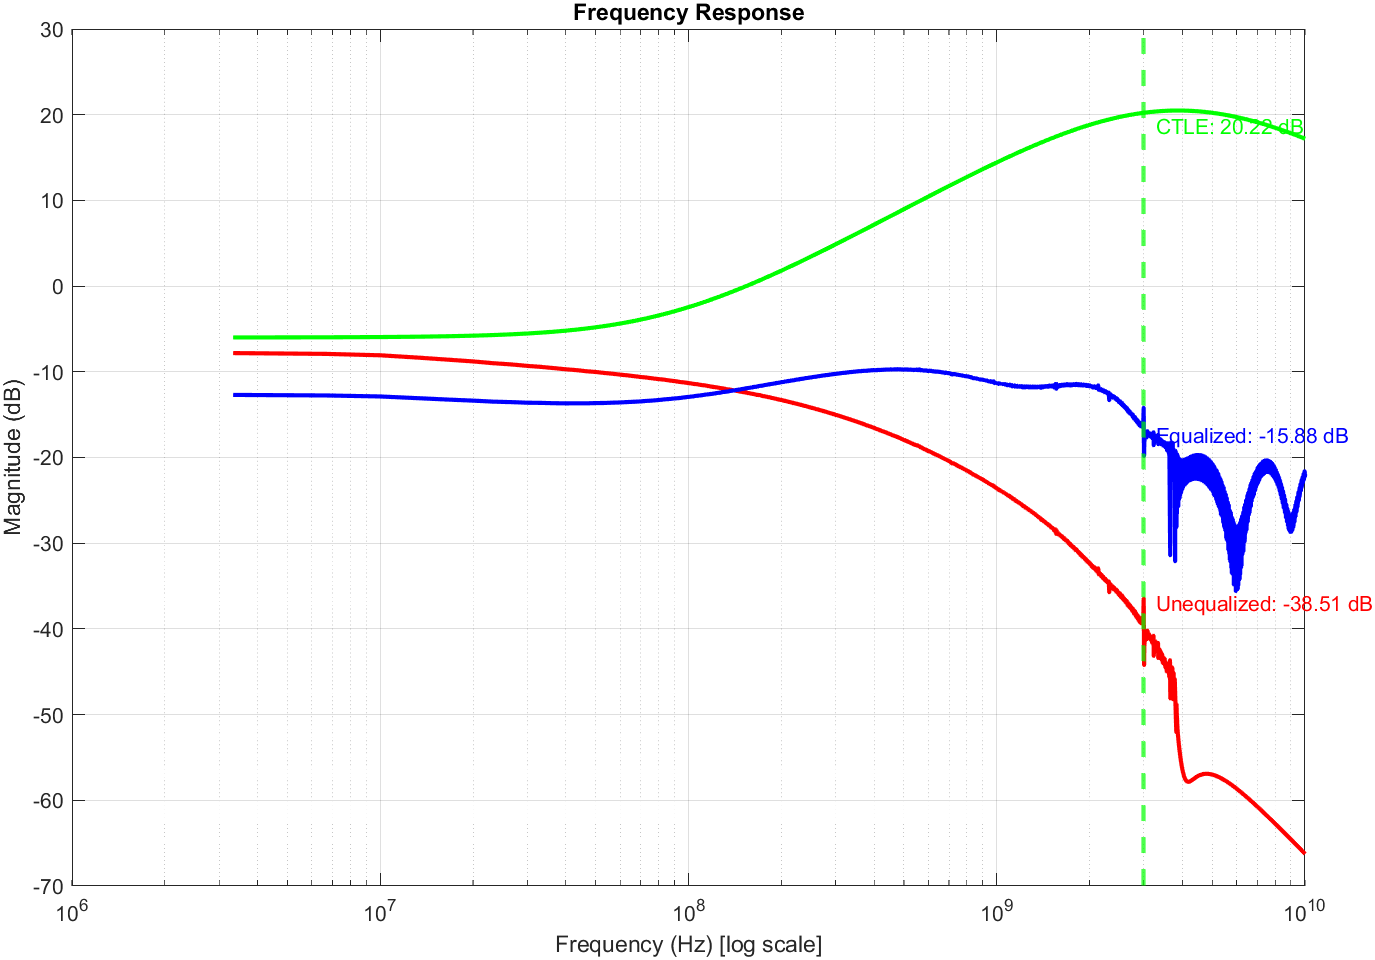 Frequency Response
30
20
10
0
-10
-20
-30
-40
-50
-60
-70
Magnitude (dB)
CTLE: 20.22 dB
Equalized: -15.88 dB
Unequalized: -38.51 dB
10^6
10^7
10^8
10^9
10^10
Frequency (Hz) [log scale]